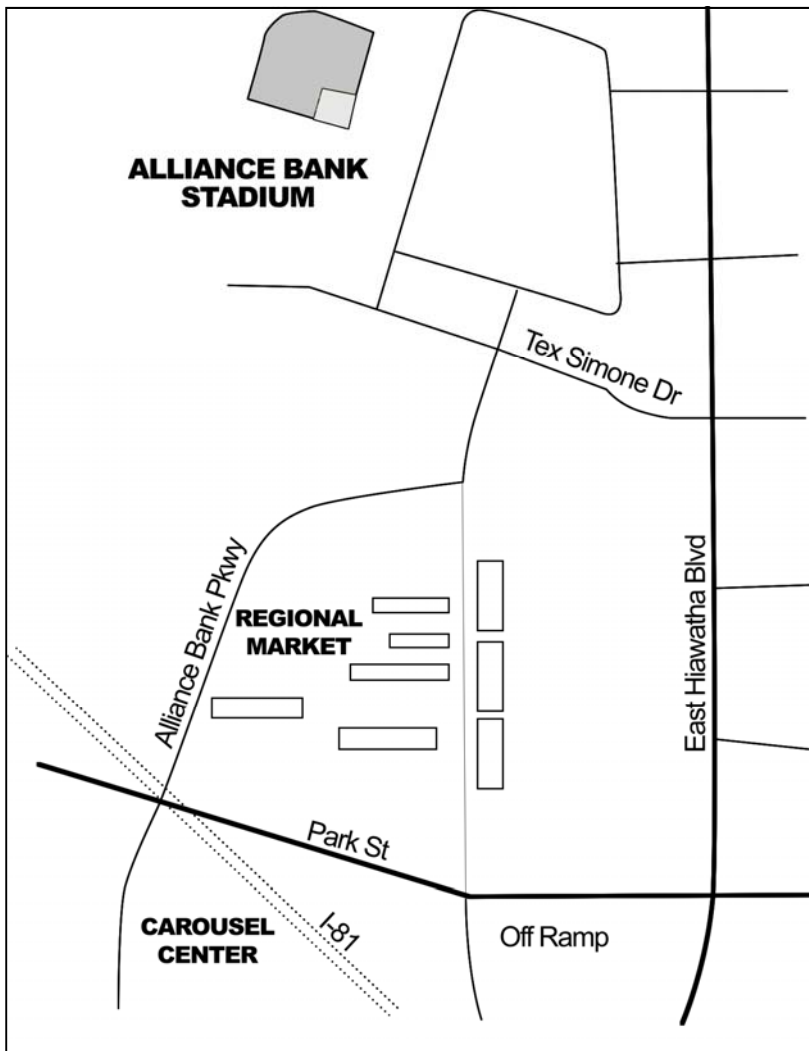 ALLIANCE BANK
STADIUM
Tex Simone Dr
Alliance Bank Pkwy
REGIONAL
MARKET
East Hiawatha Blvd
Park St
I-81
CAROUSEL
CENTER
Off Ramp